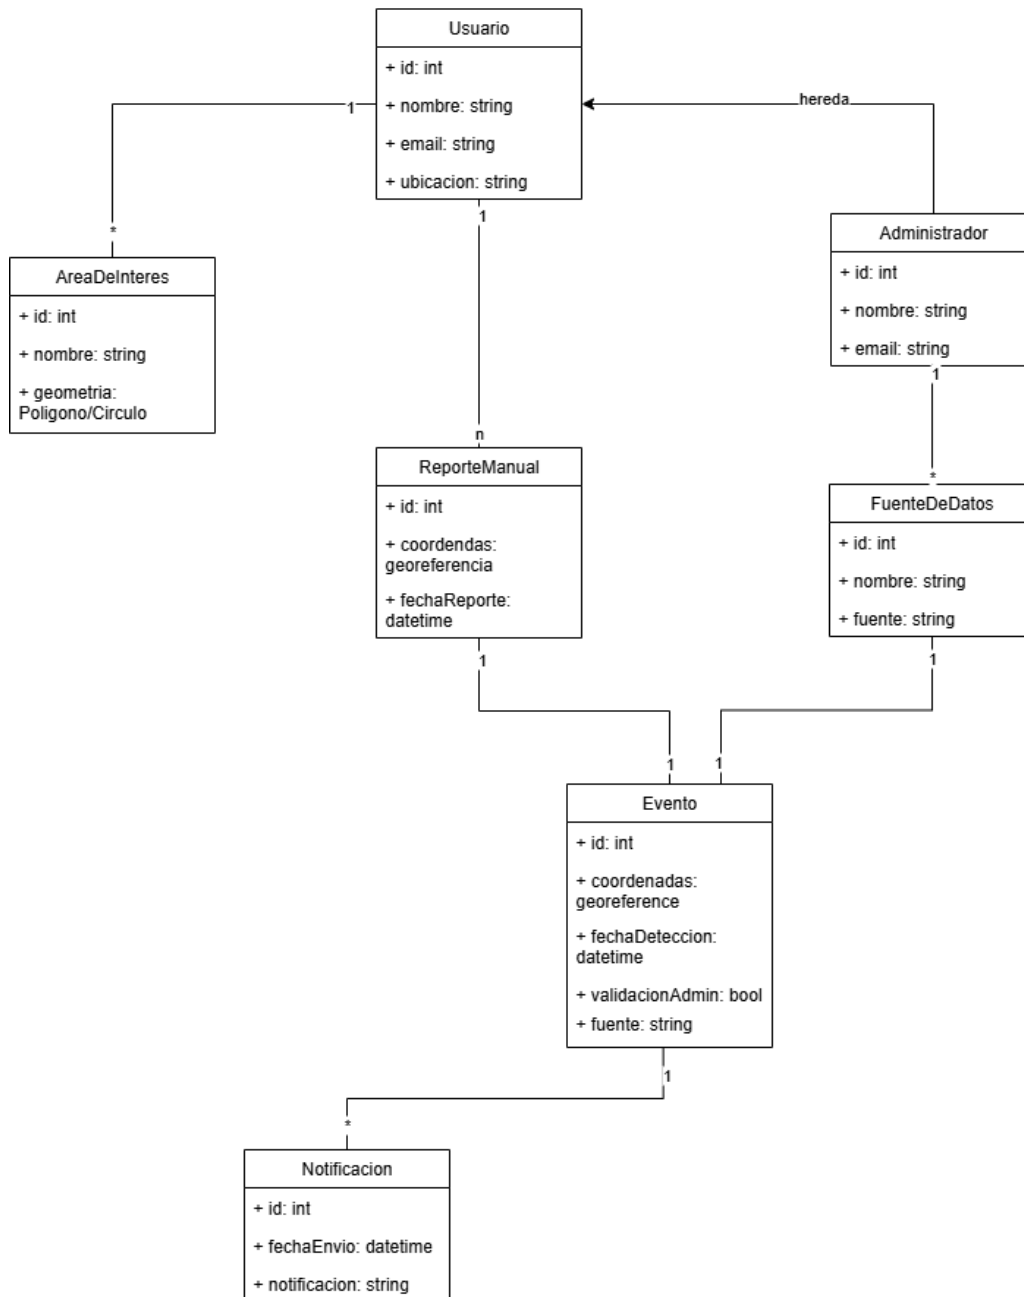 Usuario
+ id: int
+ nombre: string
+ email: string
+ ubicacion: string
1
hereda
1
*
AreaDeInteres
+ id: int
+ nombre: string
+ geometria:
Poligono/Circulo
Administrador
+ id: int
+ nombre: string
+ email: string
1
*
n
ReporteManual
+ id: int
+ coordendas:
georeferencia
+ fechaReporte:
datetime
1
FuenteDeDatos
+ id: int
+ nombre: string
+ fuente: string
1
1
1
Evento
+ id: int
+ coordenadas:
georeference
+ fechaDeteccion:
datetime
+ validacionAdmin: bool
+ fuente: string
1
*
Notificacion
+ id: int
+ fechaEnvio: datetime
+ notificacion: string